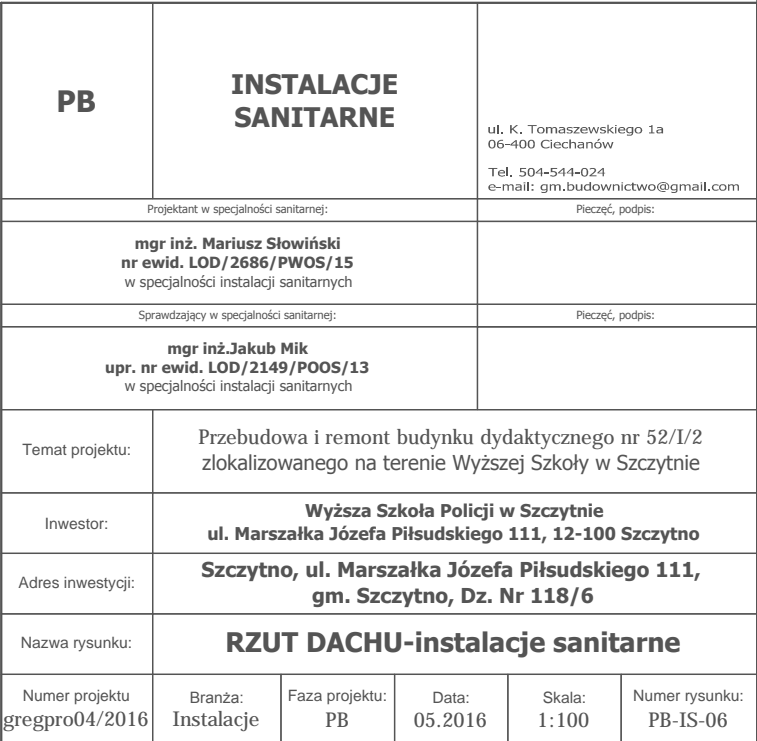 PB
INSTALACJE
SANITARNE
ul. K. Tomaszewskiego 1a
06-400 Ciechanów
Tel. 504-544-024
e-mail: gm.budownictwo@gmail.com
Projektant w specjalności sanitarnej:
Pieczęć, podpis:
mgr inż. Mariusz Słowiński
nr ewid. LOD/2686/PWOS/15
w specjalności instalacji sanitarnych
Sprawdzający w specjalności sanitarnej:
Pieczęć, podpis:
mgr inż.Jakub Mik
upr. nr ewid. LOD/2149/POOS/13
w specjalności instalacji sanitarnych
Temat projektu:
Przebudowa i remont budynku dydaktycznego nr 52/I/2
zlokalizowanego na terenie Wyższej Szkoły w Szczytnie
Inwestor:
Wyższa Szkoła Policji w Szczytnie
ul. Marszałka Józefa Piłsudskiego 111, 12-100 Szczytno
Adres inwestycji:
Szczytno, ul. Marszałka Józefa Piłsudskiego 111,
gm. Szczytno, Dz. Nr 118/6
Nazwa rysunku:
RZUT DACHU-instalacje sanitarne
Numer projektu
gregpro04/2016
Branża:
Instalacje
Faza projektu:
PB
Data:
05.2016
Skala:
1:100
Numer rysunku:
PB-IS-06